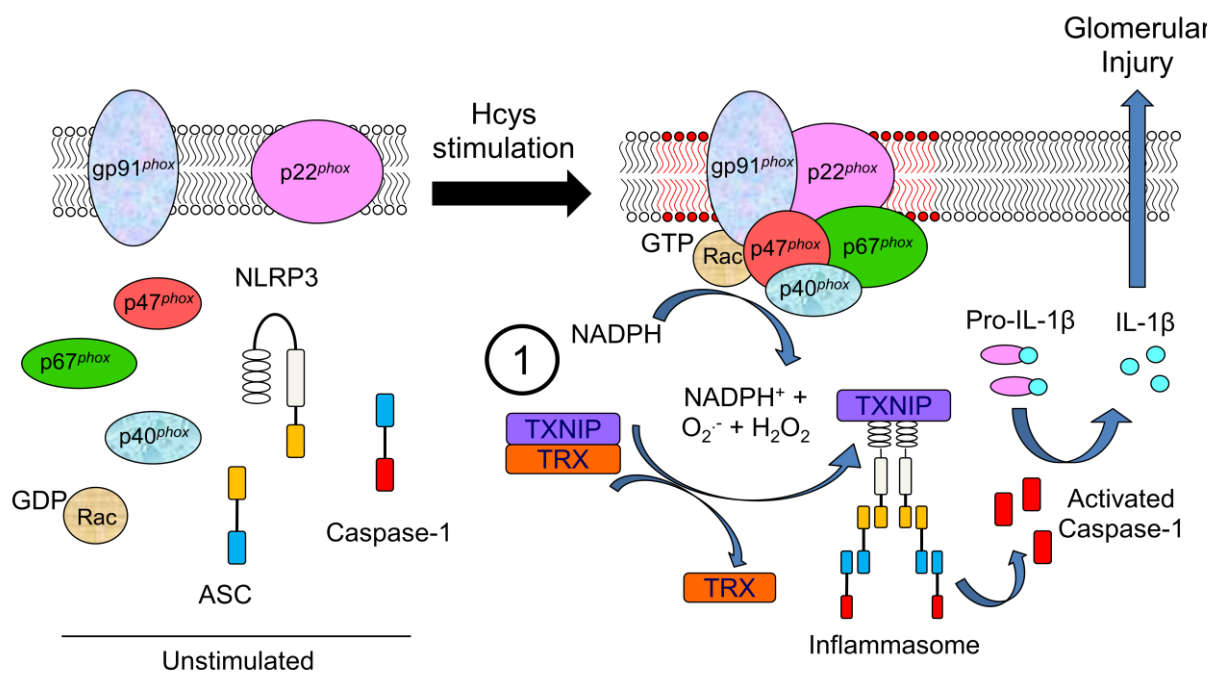 Glomerular
Injury
Hcys
stimulation
gp91phox
p22phox
gp91phox
p22phox
GTP
Rac
p47phox
p67phox
p40phox
NLRP3
p47phox
p67phox
p40phox
GDP
Rac
ASC
Caspase-1
Unstimulated
1
NADPH
NADPH⁺ +
O₂·⁻ + H₂O₂
TXNIP
TRX
TXNIP
TRX
Inflammasome
Pro-IL-1β
IL-1β
Activated
Caspase-1